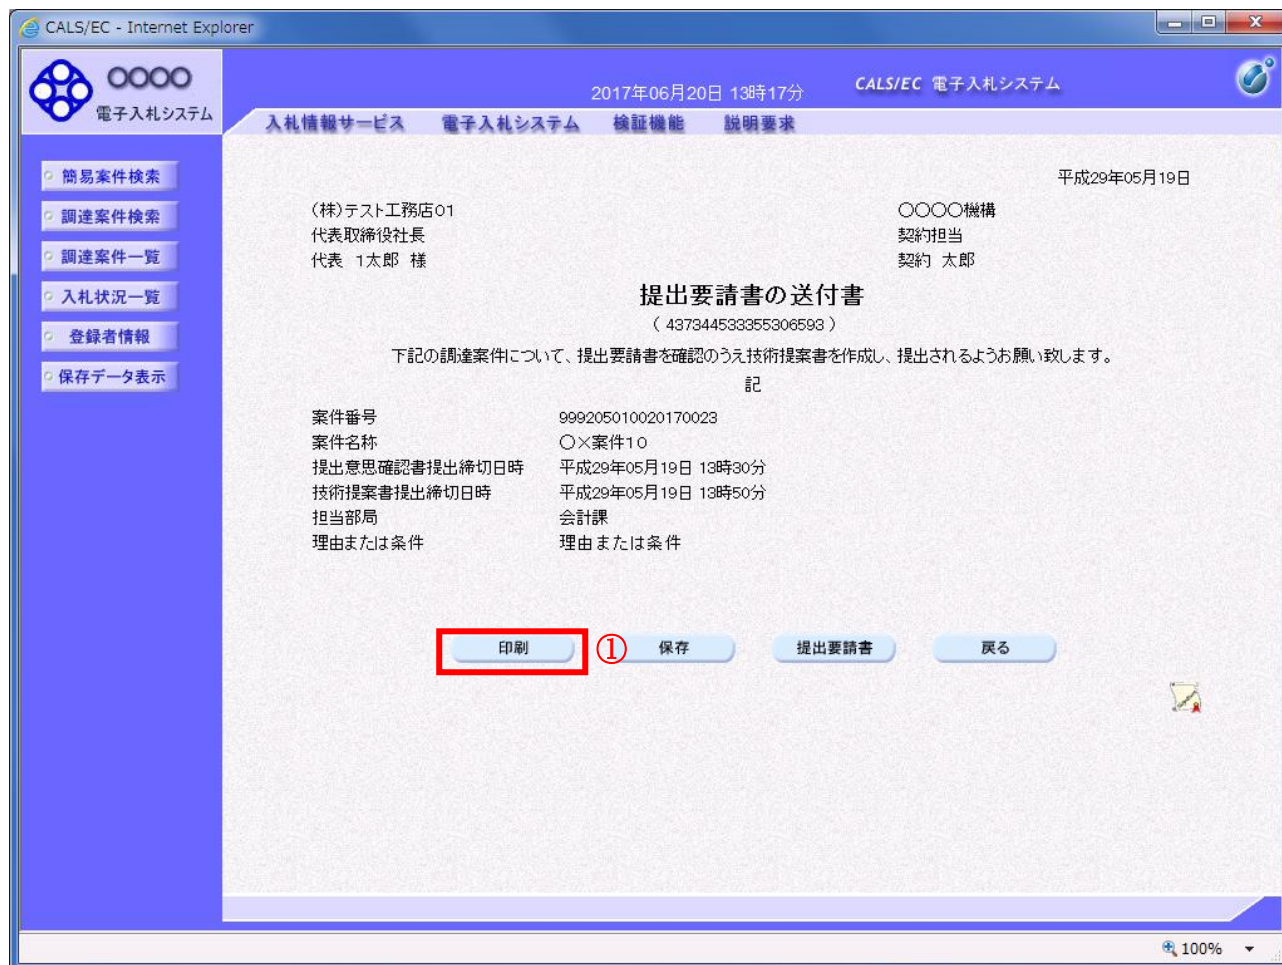 CALS/EC - Internet Explorer
〇〇〇〇
電子入札システム
2017年06月20日 13時17分
CALS/EC 電子入札システム
入札情報サービス 電子入札システム 検証機能 説明要求
簡易案件検索
調達案件検索
調達案件一覧
入札状況一覧
登録者情報
保存データ表示
平成29年05月19日
(株)テスト工務店01
代表取締役社長
代表 1太郎 様
〇〇〇〇機構
契約担当
契約 太郎
提出要請書の送付書
( 437344533355306593 )
下記の調達案件について、提出要請書を確認のうえ技術提案書を作成し、提出されるようお願い致します。
記
案件番号 999205010020170023
案件名称 〇×案件10
提出意思確認書提出締切日時 平成29年05月19日 13時30分
技術提案書提出締切日時 平成29年05月19日 13時50分
担当部局 会計課
理由または条件 理由または条件
印刷 ① 保存 提出要請書 戻る
100%